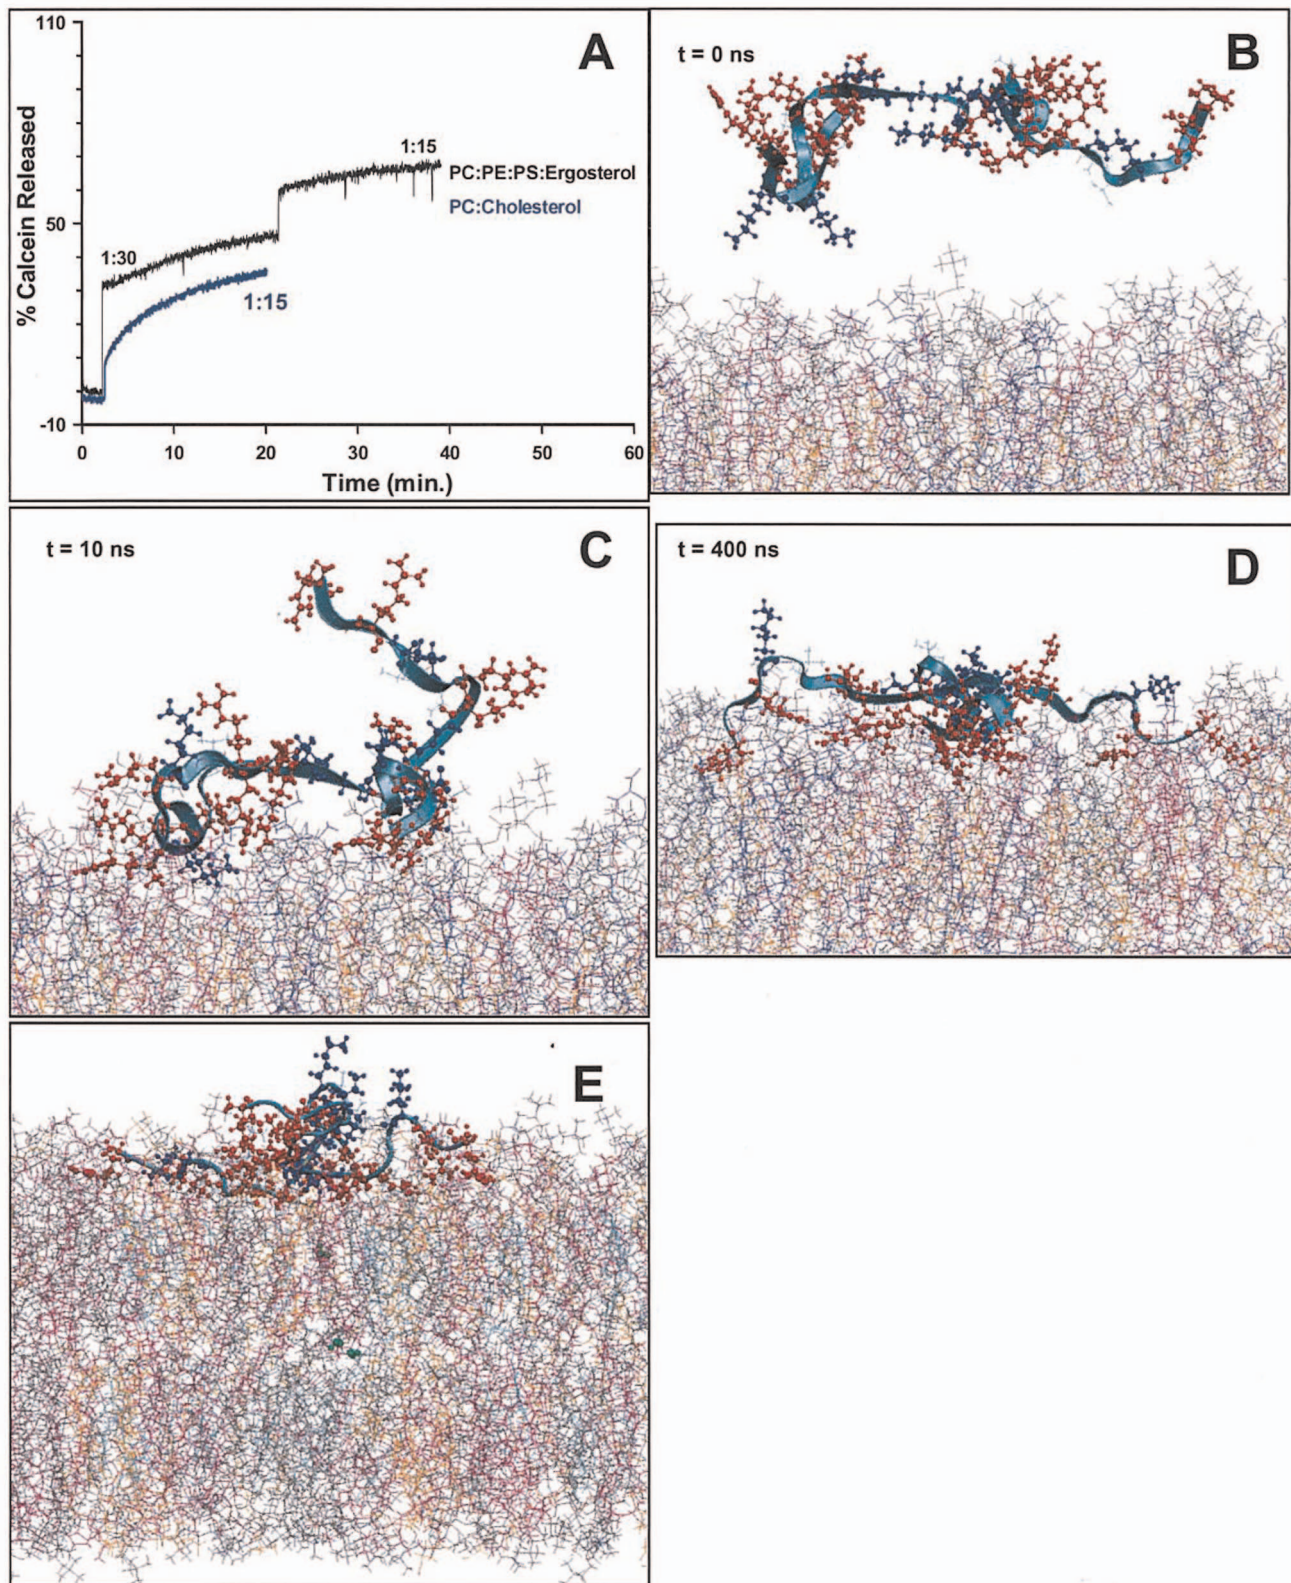 110
A
1:15
PC:PE:PS:Ergosterol
50
PC:Cholesterol
1:30
1:15
% Calcein Released
-10
0 10 20 30 40 50 60
Time (min.)
t = 0 ns
B
t = 10 ns
C
t = 400 ns
D
E